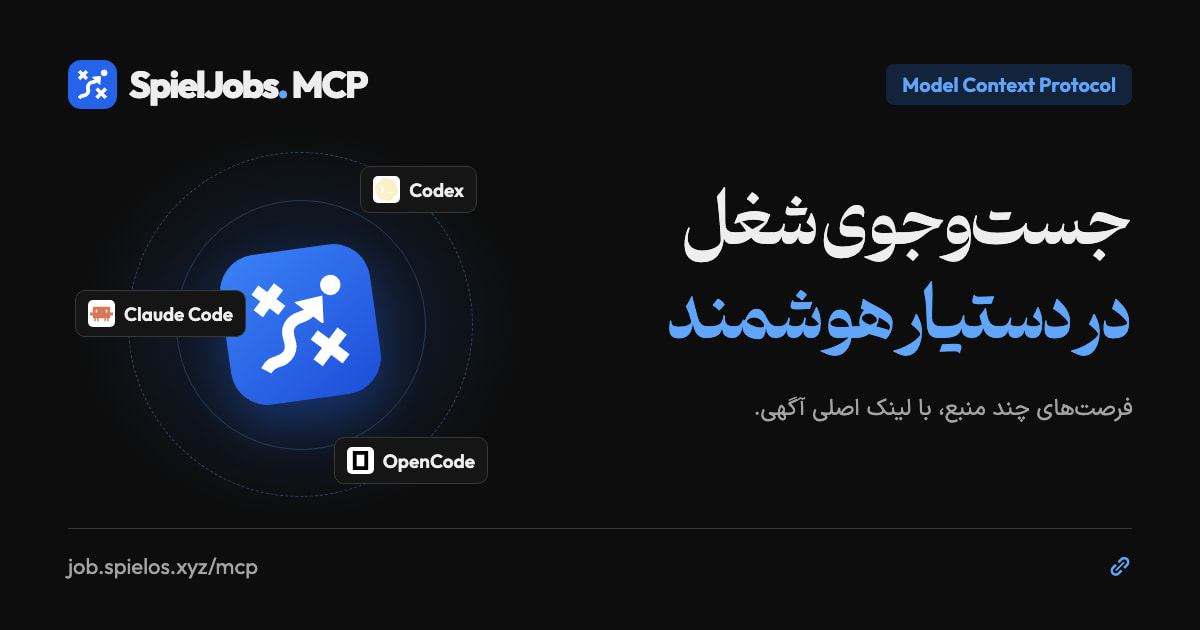 SpielJobs. MCP
Model Context Protocol
جست‌وجوی شغل
در دستیار هوشمند
فرصت‌های چند منبع، با لینک اصلی آگهی.
Codex
Claude Code
OpenCode
job.spielos.xyz/mcp